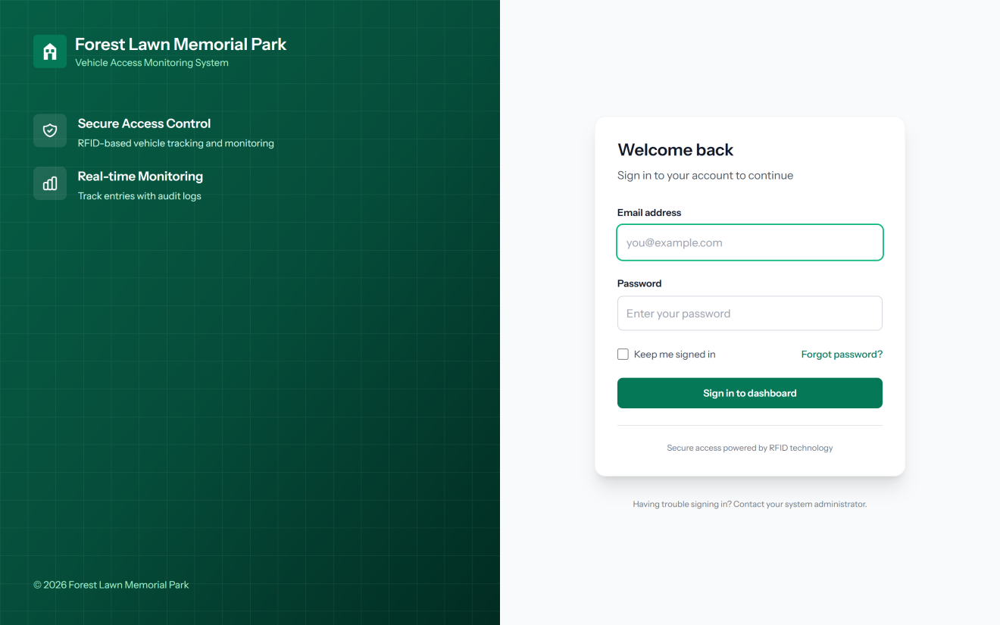 Forest Lawn Memorial Park
Vehicle Access Monitoring System
Secure Access Control
RFID-based vehicle tracking and monitoring
Real-time Monitoring
Track entries with audit logs
© 2026 Forest Lawn Memorial Park
Welcome back
Sign in to your account to continue
Email address
you@example.com
Password
Enter your password
Keep me signed in
Forgot password?
Sign in to dashboard
Secure access powered by RFID technology
Having trouble signing in? Contact your system administrator.